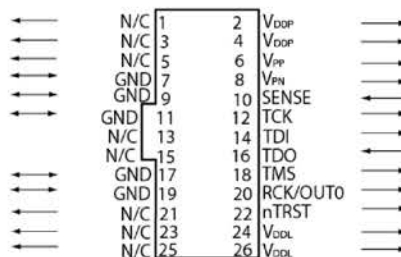 N/C 1 2 VDDP
N/C 3 4 VDDP
N/C 5 6 VPP
GND 7 8 VPN
GND 9 10 SENSE
GND 11 12 TCK
N/C 13 14 TDI
N/C 15 16 TDO
GND 17 18 TMS
GND 19 20 RCK/OUT0
N/C 21 22 nTRST
N/C 23 24 VDDL
N/C 25 26 VDDL